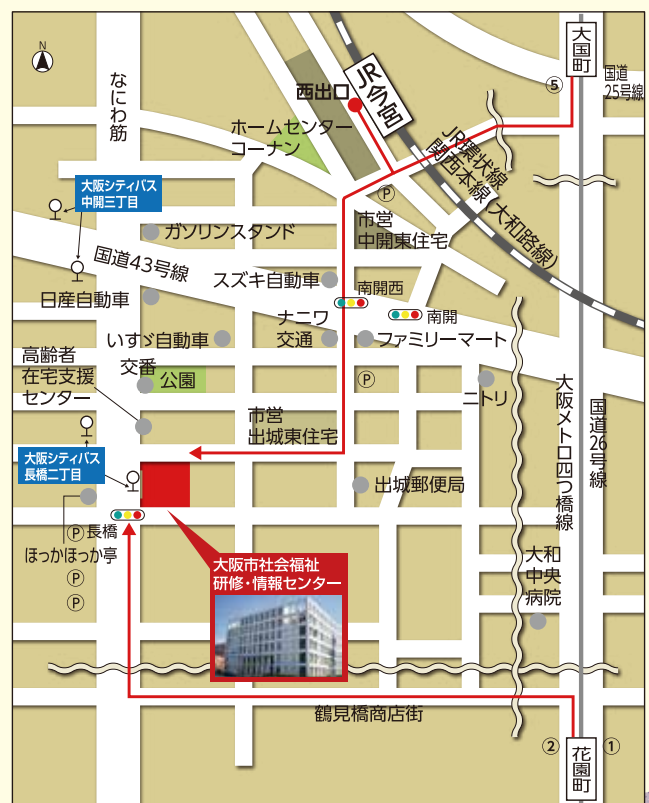 N
なにわ筋
西出口
JR今宮
大国町
⑤
国道
25号線
ホームセンター
コーナン
JR環状線
関西本線(大和路線)
大阪シティバス
中開三丁目
Ⓟ
ガソリンスタンド
市営
中開東住宅
国道43号線
スズキ自動車
南開西
日産自動車
南開
ナニワ
交通
いすゞ自動車
ファミリーマート
高齢者
在宅支援
センター
交番
公園
Ⓟ
ニトリ
市営
出城東住宅
大阪メトロ四つ橋線
国道26号線
大阪シティバス
長橋二丁目
出城郵便局
長橋
Ⓟ
ほっかほっか亭
Ⓟ
Ⓟ
大阪市社会福祉
研修・情報センター
大和
中央
病院
鶴見橋商店街
②
花園町
①